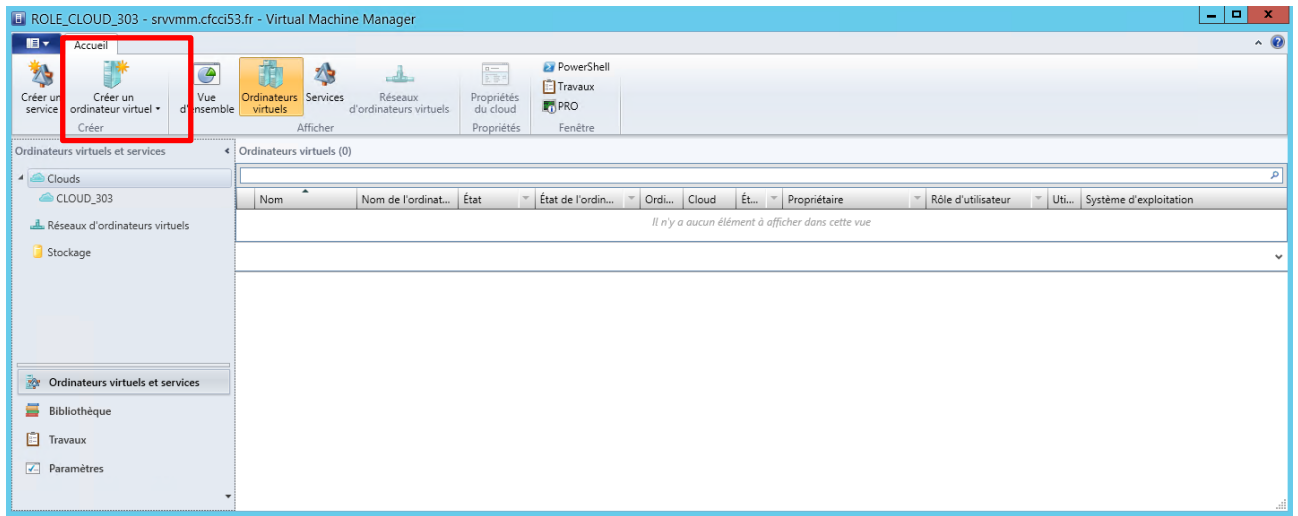 ROLE_CLOUD_303 - srvvmm.cfcci53.fr - Virtual Machine Manager
Accueil
Créer un service
Créer un ordinateur virtuel
Vue d'ensemble
Ordinateurs virtuels
Services
Réseaux d'ordinateurs virtuels
Propriétés du cloud
PowerShell
Travaux
PRO
Créer
Afficher
Propriétés
Fenêtre
Ordinateurs virtuels et services
Clouds
CLOUD_303
Réseaux d'ordinateurs virtuels
Stockage
Ordinateurs virtuels (0)
Nom
Nom de l'ordinat...
État
État de l'ordin...
Ordi...
Cloud
Ét...
Propriétaire
Rôle d'utilisateur
Uti...
Système d'exploitation
Il n'y a aucun élément à afficher dans cette vue
Ordinateurs virtuels et services
Bibliothèque
Travaux
Paramètres